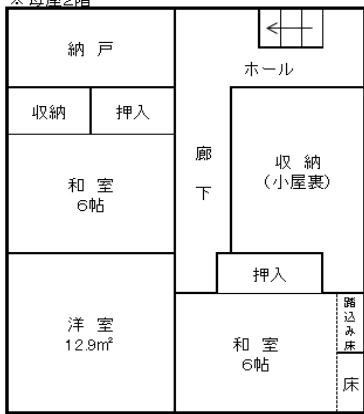 ※母屋2階
納戸
ホール
収納
押入
廊下
収納
(小屋裏)
和室
6帖
押入
洋室
12.9㎡
和室
6帖
踏込み床
床